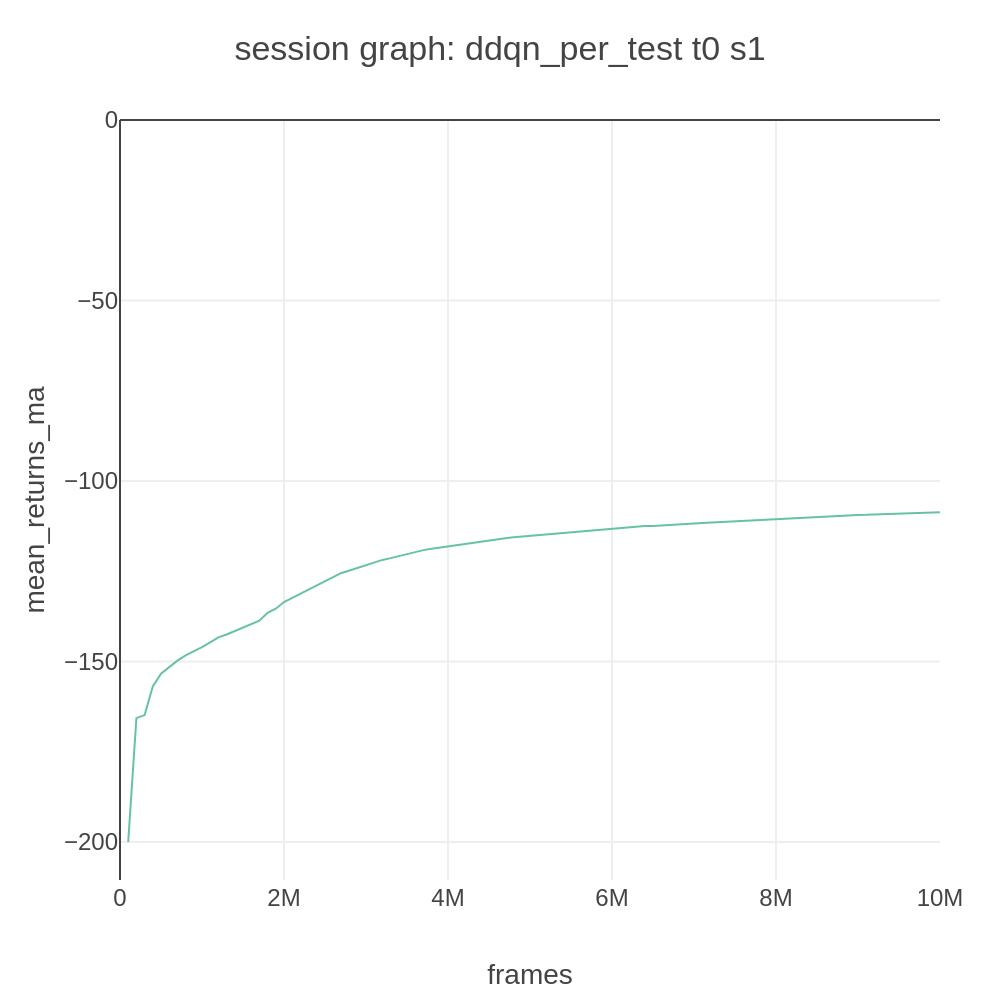 session graph: ddqn_per_test t0 s1
0
−50
−100
−150
−200
mean_returns_ma
0
2M
4M
6M
8M
10M
frames